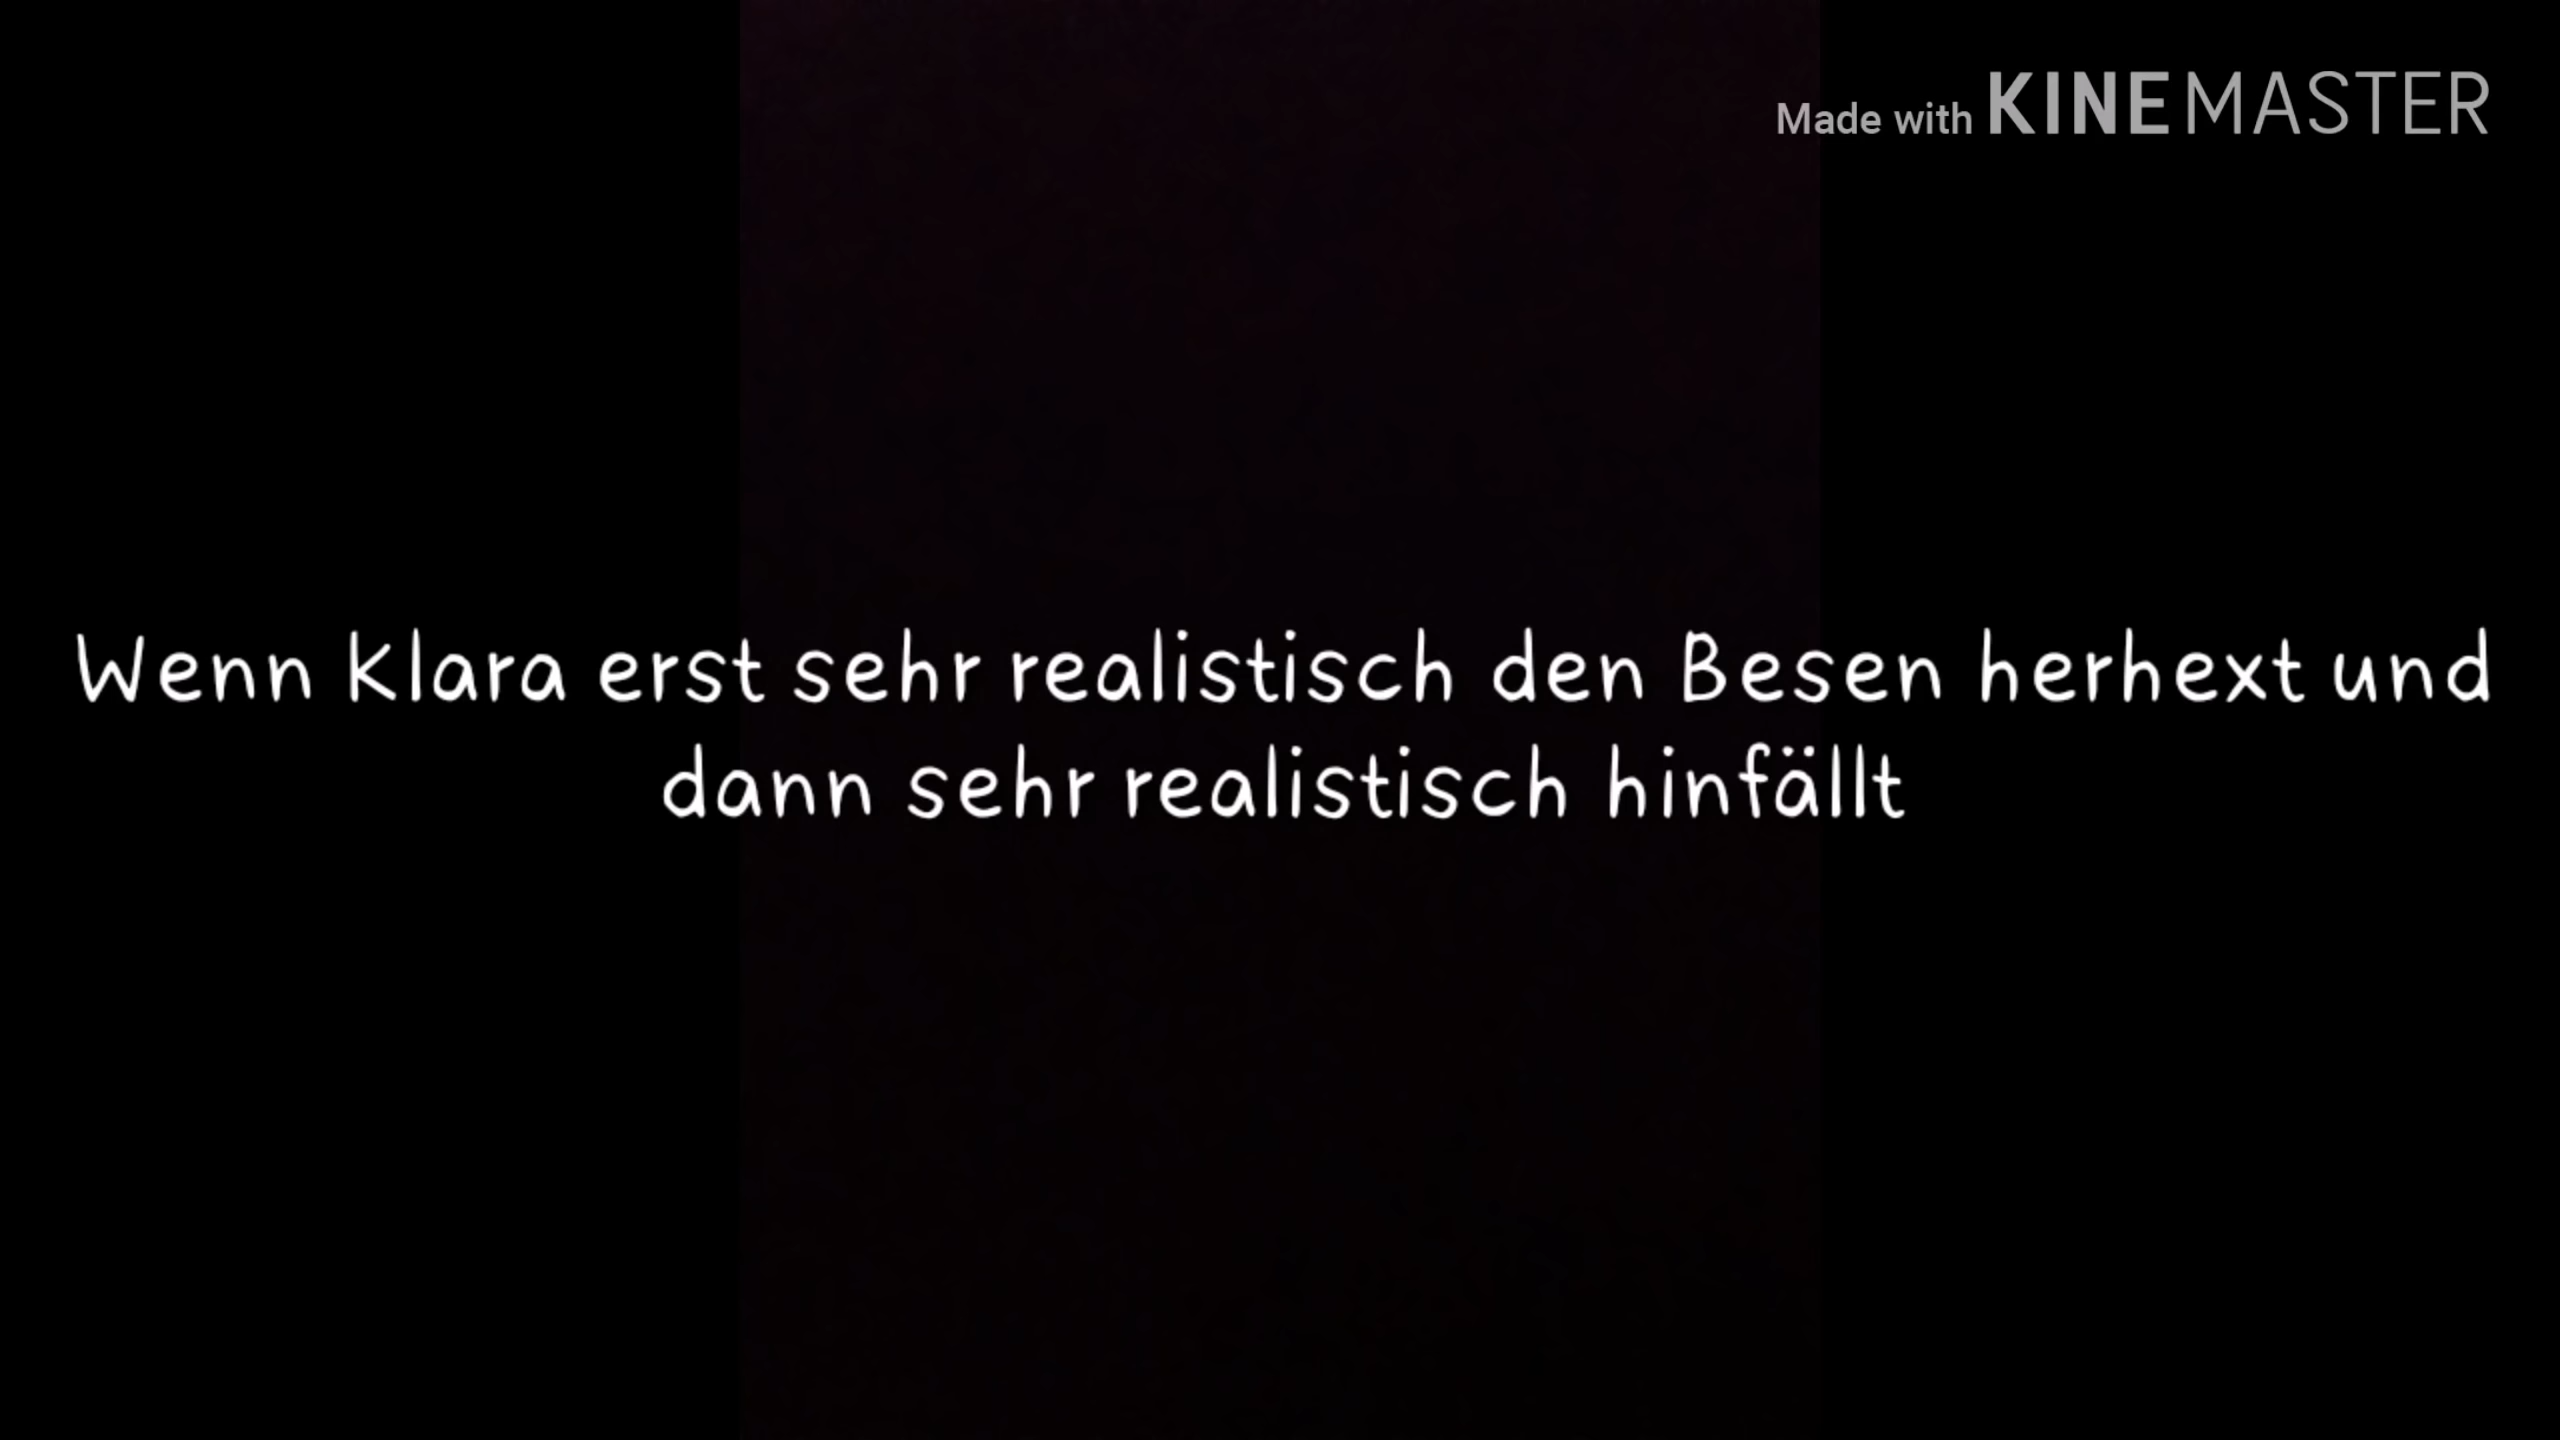 Made with KINEMASTER
Wenn Klara erst sehr realistisch den Besen herhext und
dann sehr realistisch hinfällt